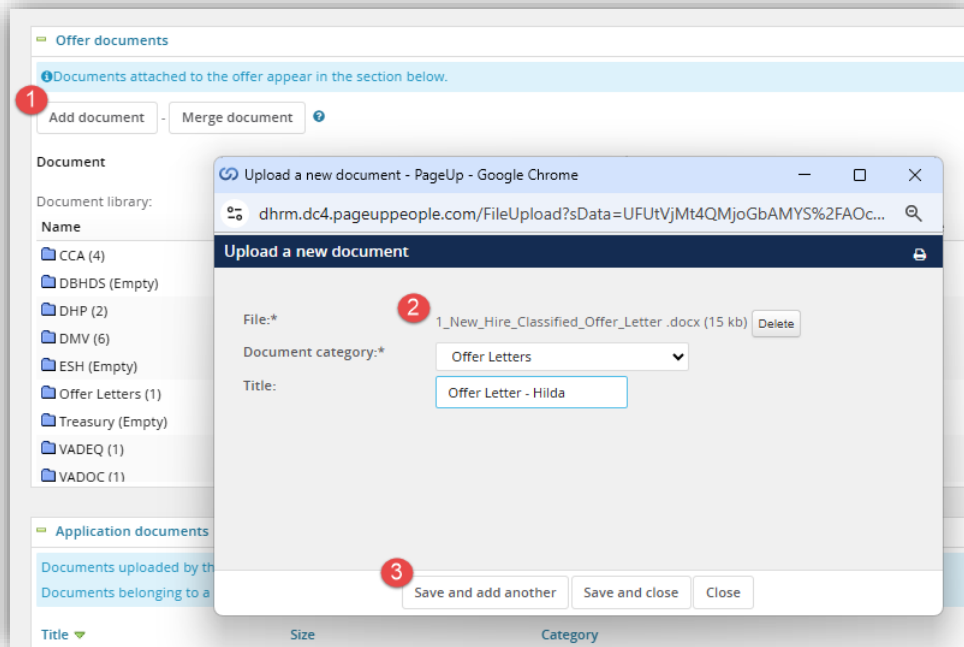 Offer documents
Documents attached to the offer appear in the section below.
1
Add document - Merge document
Document
Document library:
Name
CCA (4)
DBHDS (Empty)
DHP (2)
DMV (6)
ESH (Empty)
Offer Letters (1)
Treasury (Empty)
VADEQ (1)
VADOC (1)
Upload a new document - PageUp - Google Chrome
dhrm.dc4.pageuppeople.com/FileUpload?sData=UFUtVjMt4QMjoGbAMYS%2FAOc...
Upload a new document
2
File:* 1_New_Hire_Classified_Offer_Letter .docx (15 kb) Delete
Document category:* Offer Letters
Title: Offer Letter - Hilda
3
Save and add another Save and close Close
Application documents
Documents uploaded by th
Documents belonging to a
Title Size Category